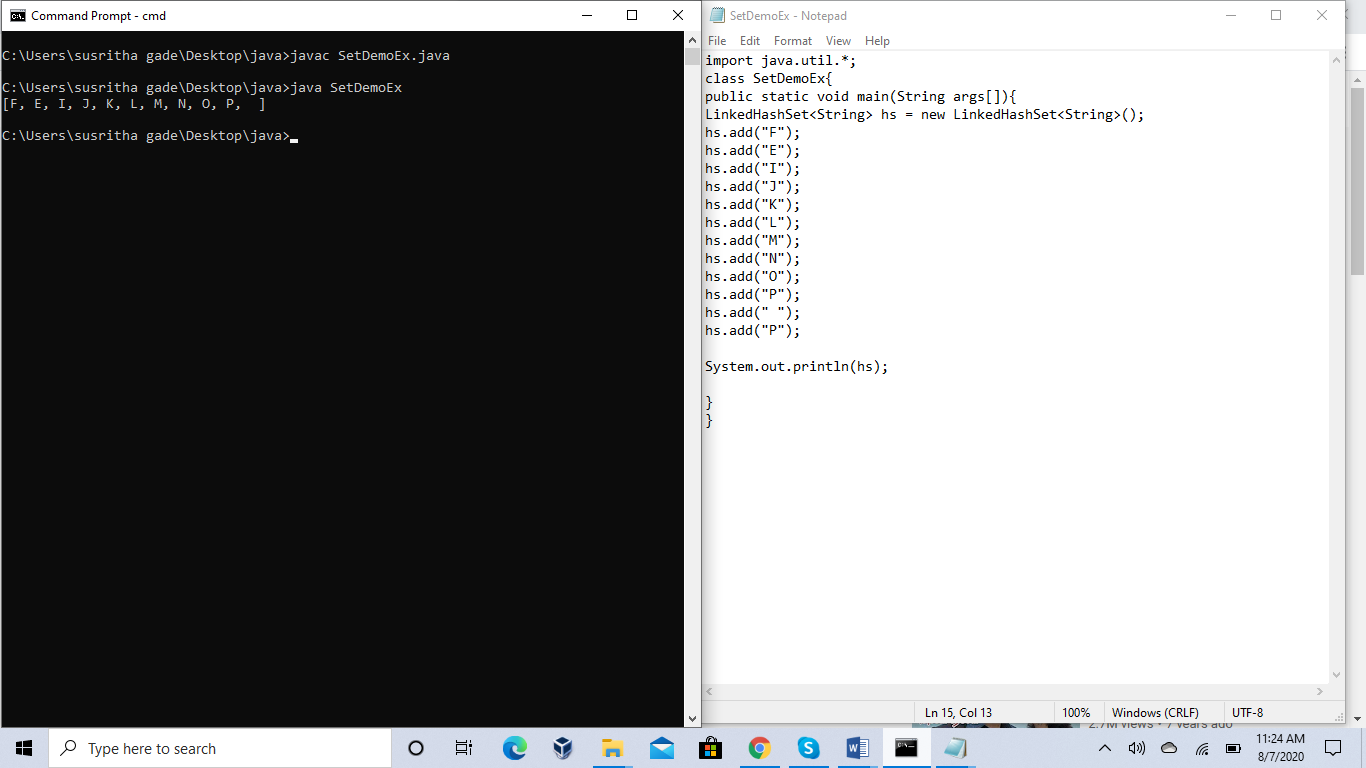 Command Prompt - cmd
C:\Users\susritha gade\Desktop\java>javac SetDemoEx.java
C:\Users\susritha gade\Desktop\java>java SetDemoEx
[F, E, I, J, K, L, M, N, O, P,  ]
C:\Users\susritha gade\Desktop\java>
SetDemoEx - Notepad
File Edit Format View Help
import java.util.*;
class SetDemoEx{
public static void main(String args[]){
LinkedHashSet<String> hs = new LinkedHashSet<String>();
hs.add("F");
hs.add("E");
hs.add("I");
hs.add("J");
hs.add("K");
hs.add("L");
hs.add("M");
hs.add("N");
hs.add("O");
hs.add("P");
hs.add(" ");
hs.add("P");
System.out.println(hs);
}
}
Ln 15, Col 13 100% Windows (CRLF) UTF-8
2.7M views • 7 years ago
Type here to search
11:24 AM
8/7/2020